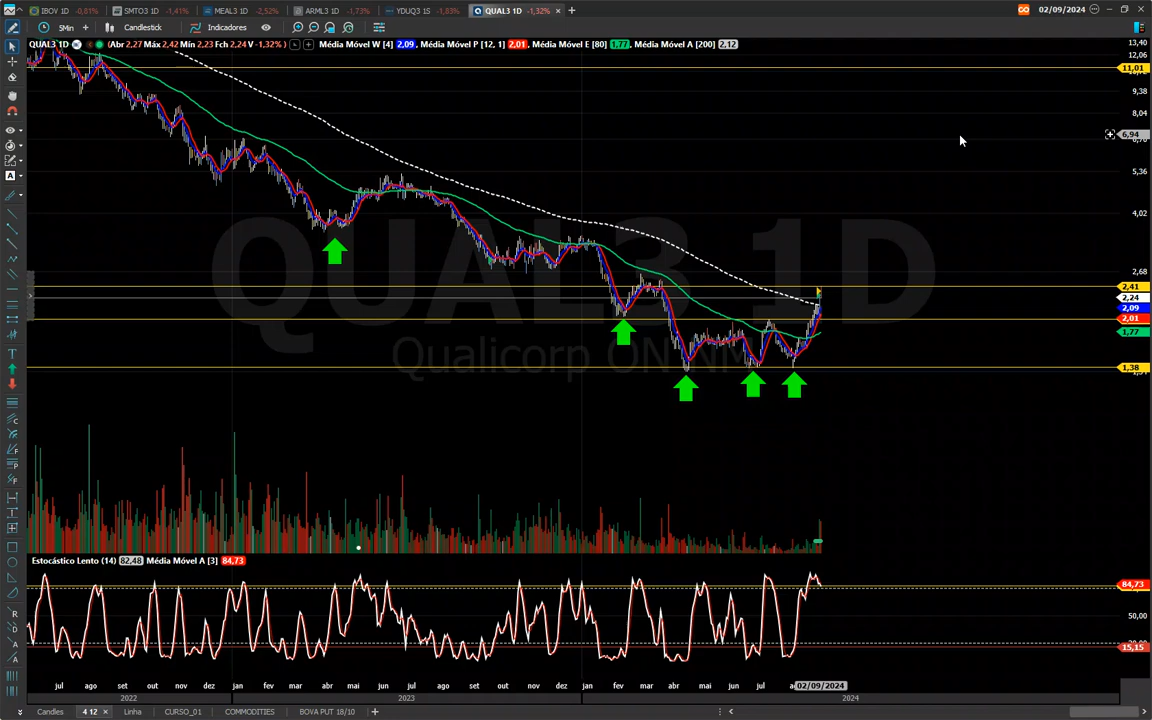 IBOV 1D -0,81% SMTO3 1D -1,41% MEAL3 1D -2,52% ARML3 1D -1,73% YDUQ3 1S -1,83% QUAL3 1D -1,32% × + 02/09/2024
5Min + Candlestick Indicadores
QUAL3 1D (Abr 2,27 Máx 2,42 Mín 2,23 Fch 2,24 V -1,32% ) Média Móvel W [4] 2,09, Média Móvel P [12, 1] 2,01, Média Móvel E [80] 1,77, Média Móvel A [200] 2,12
13,40
12,06
11,01
9,38
8,04
6,94
5,36
4,02
2,68
2,41
2,24
2,09
2,01
1,77
1,38
QUAL3 1D
Qualicorp ON NM
Estocástico Lento (14) 82,48 Média Móvel A [3] 84,73
84,73
50,00
15,15
jul ago set out nov dez jan fev mar abr mai jun jul ago set out nov dez jan fev mar abr mai jun jul 02/09/2024
2022 2023 2024
Candles 4 12 × Linha CURSO_01 COMMODITIES BOVA PUT 18/10 +